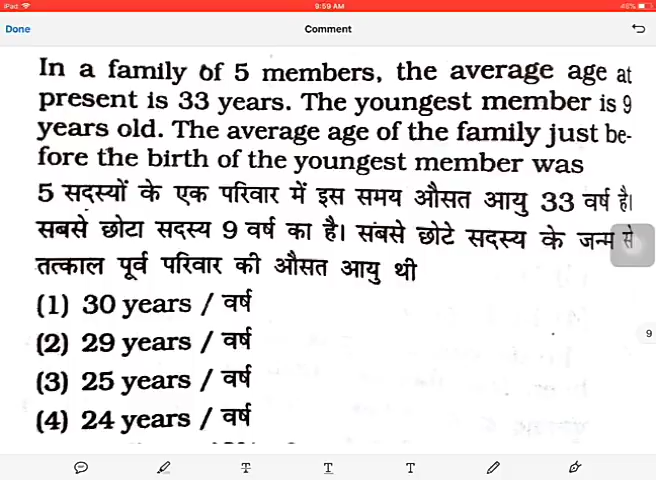 iPad
9:59 AM
48%
Done
Comment
In a family of 5 members, the average age at
present is 33 years. The youngest member is 9
years old. The average age of the family just be-
fore the birth of the youngest member was
5 सदस्यों के एक परिवार में इस समय औसत आयु 33 वर्ष है।
सबसे छोटा सदस्य 9 वर्ष का है। सबसे छोटे सदस्य के जन्म से
तत्काल पूर्व परिवार की औसत आयु थी
(1) 30 years / वर्ष
(2) 29 years / वर्ष
9
(3) 25 years / वर्ष
(4) 24 years / वर्ष
T
T
T